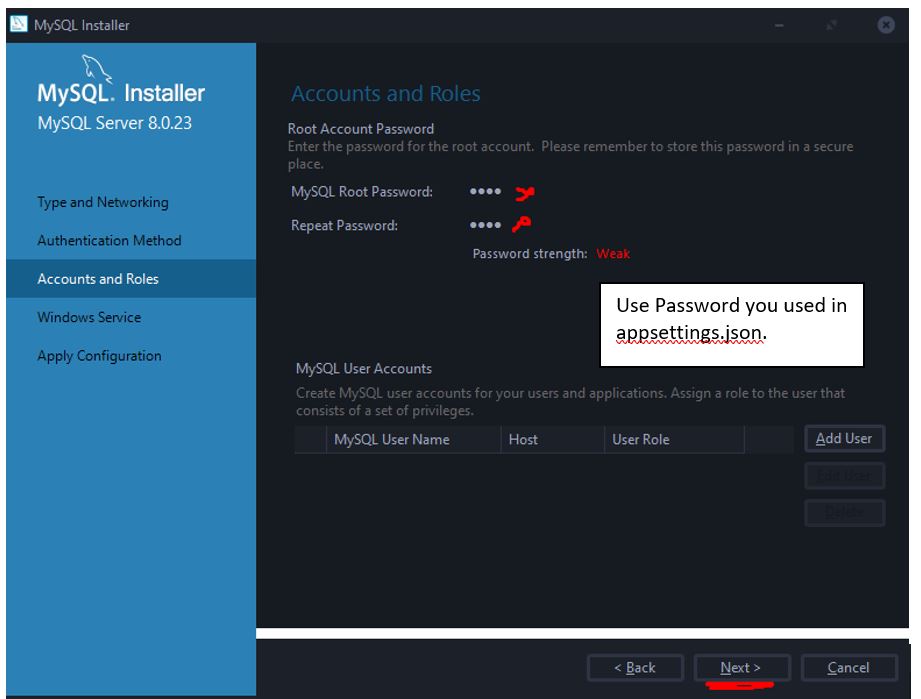 MySQL Installer
MySQL. Installer
MySQL Server 8.0.23
Type and Networking
Authentication Method
Accounts and Roles
Windows Service
Apply Configuration
Accounts and Roles
Root Account Password
Enter the password for the root account. Please remember to store this password in a secure
place.
MySQL Root Password: ••••
Repeat Password: ••••
Password strength: Weak
Use Password you used in
appsettings.json.
MySQL User Accounts
Create MySQL user accounts for your users and applications. Assign a role to the user that
consists of a set of privileges.
MySQL User Name Host User Role
Add User
Edit User
Delete
< Back Next > Cancel